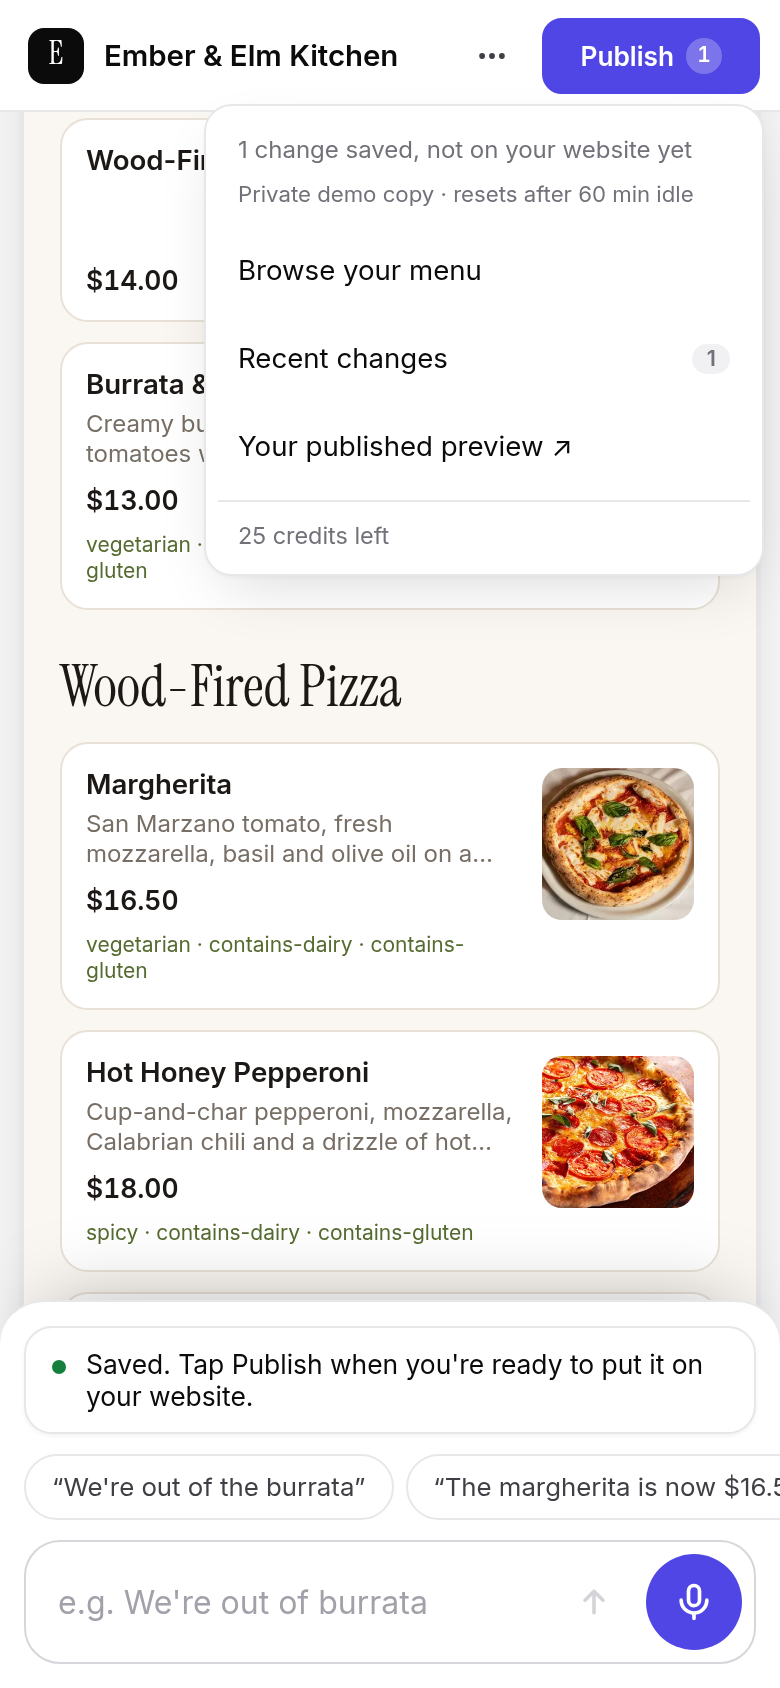 E
Ember & Elm Kitchen
Publish 1
1 change saved, not on your website yet
Private demo copy · resets after 60 min idle
Browse your menu
Recent changes 1
Your published preview ↗
25 credits left
$14.00
Burrata &
Creamy
tomatoes
$13.00
vegetarian ·
gluten
Wood-Fired Pizza
Margherita
San Marzano tomato, fresh
mozzarella, basil and olive oil on a...
$16.50
vegetarian · contains-dairy · contains-
gluten
Hot Honey Pepperoni
Cup-and-char pepperoni, mozzarella,
Calabrian chili and a drizzle of hot...
$18.00
spicy · contains-dairy · contains-gluten
Saved. Tap Publish when you're ready to put it on
your website.
“We're out of the burrata”
“The margherita is now
e.g. We're out of burrata